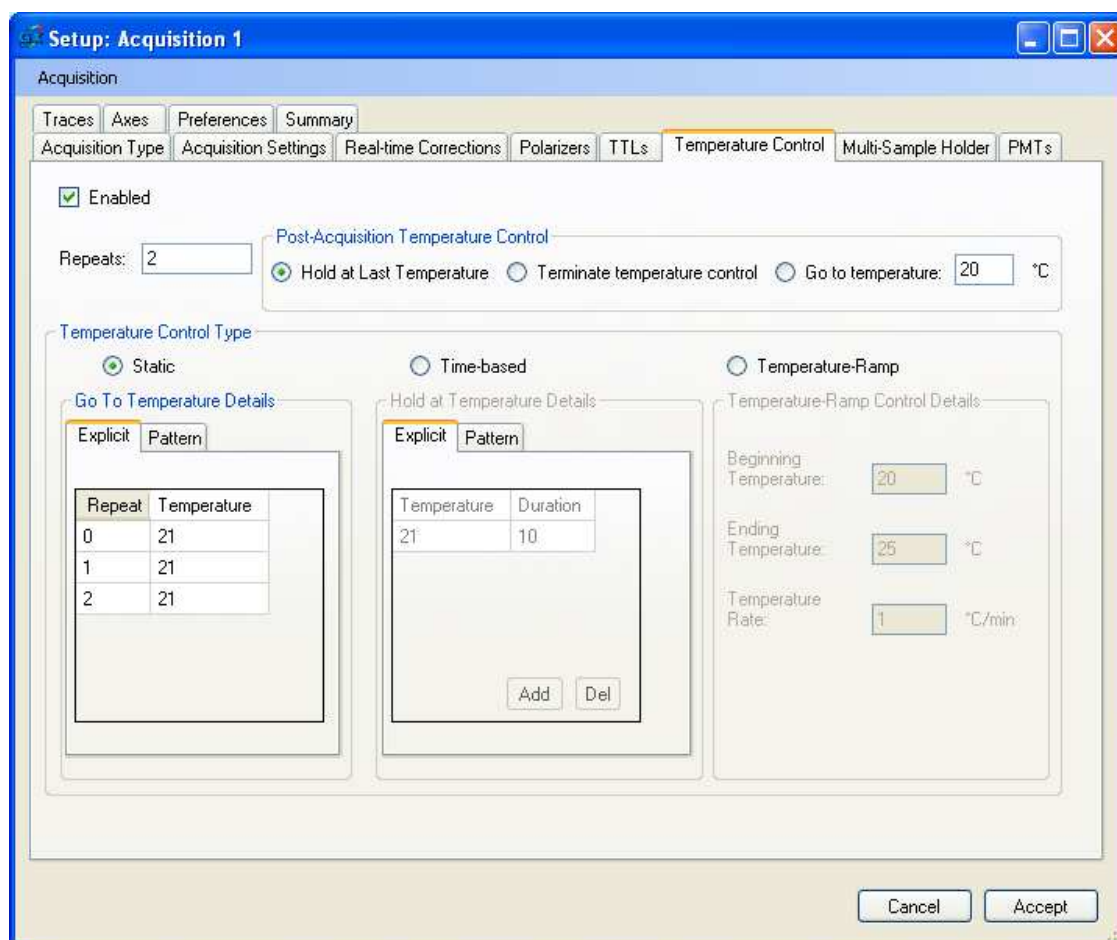 Setup: Acquisition 1
Acquisition
Traces Axes Preferences Summary
Acquisition Type Acquisition Settings Real-time Corrections Polarizers TTLs Temperature Control Multi-Sample Holder PMTs
Enabled
Post-Acquisition Temperature Control
Repeats: 2
Hold at Last Temperature Terminate temperature control Go to temperature: 20 °C
Temperature Control Type
Static Time-based Temperature-Ramp
Go To Temperature Details Hold at Temperature Details Temperature-Ramp Control Details
Explicit Pattern Explicit Pattern
Beginning
Temperature: 20 °C
Repeat Temperature Temperature Duration
0 21 21 10
Ending
Temperature: 25 °C
1 21
2 21
Temperature
Rate: 1 °C/min
Add Del
Cancel Accept